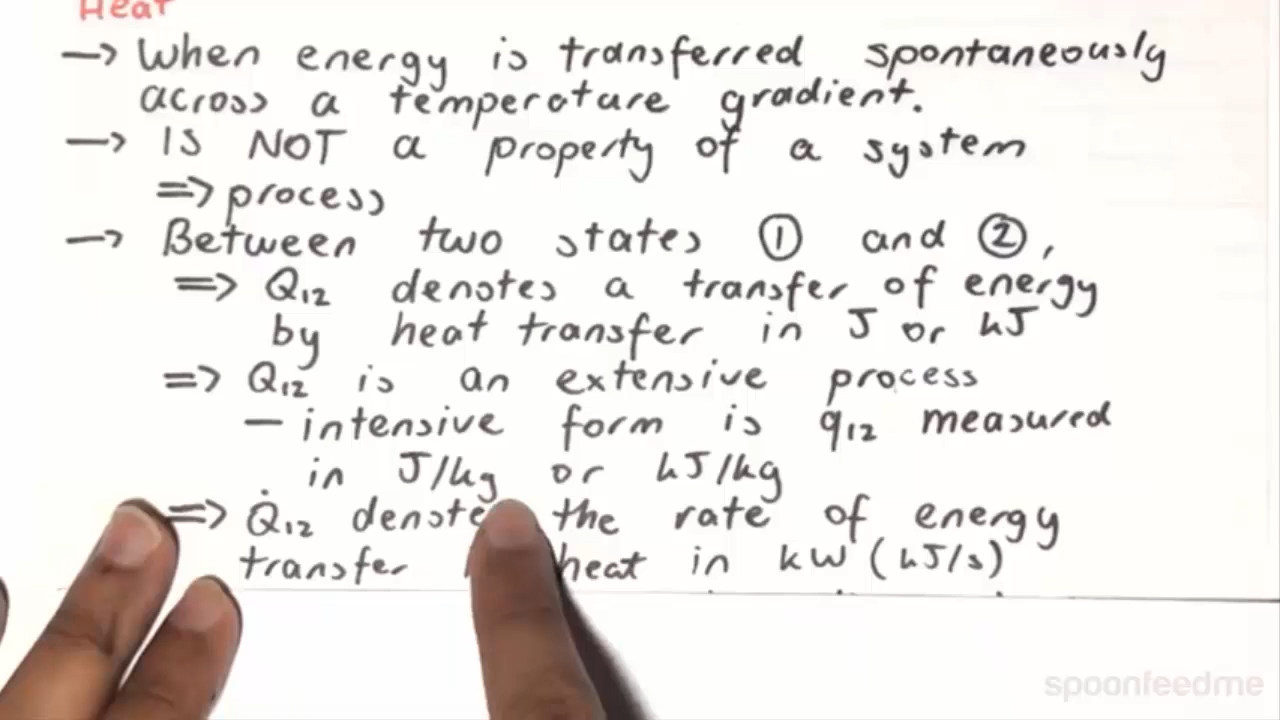 Heat
→ When energy is transferred spontaneously
across a temperature gradient.
→ IS NOT a property of a system
⇒ process
→ Between two states ① and ②,
⇒ Q12 denotes a transfer of energy
by heat transfer in J or kJ
⇒ Q12 is an extensive process
– intensive form is q12 measured
in J/kg or kJ/kg
⇒ Q̇12 denote the rate of energy
transfer heat in kW (kJ/s)
spoonfeedme